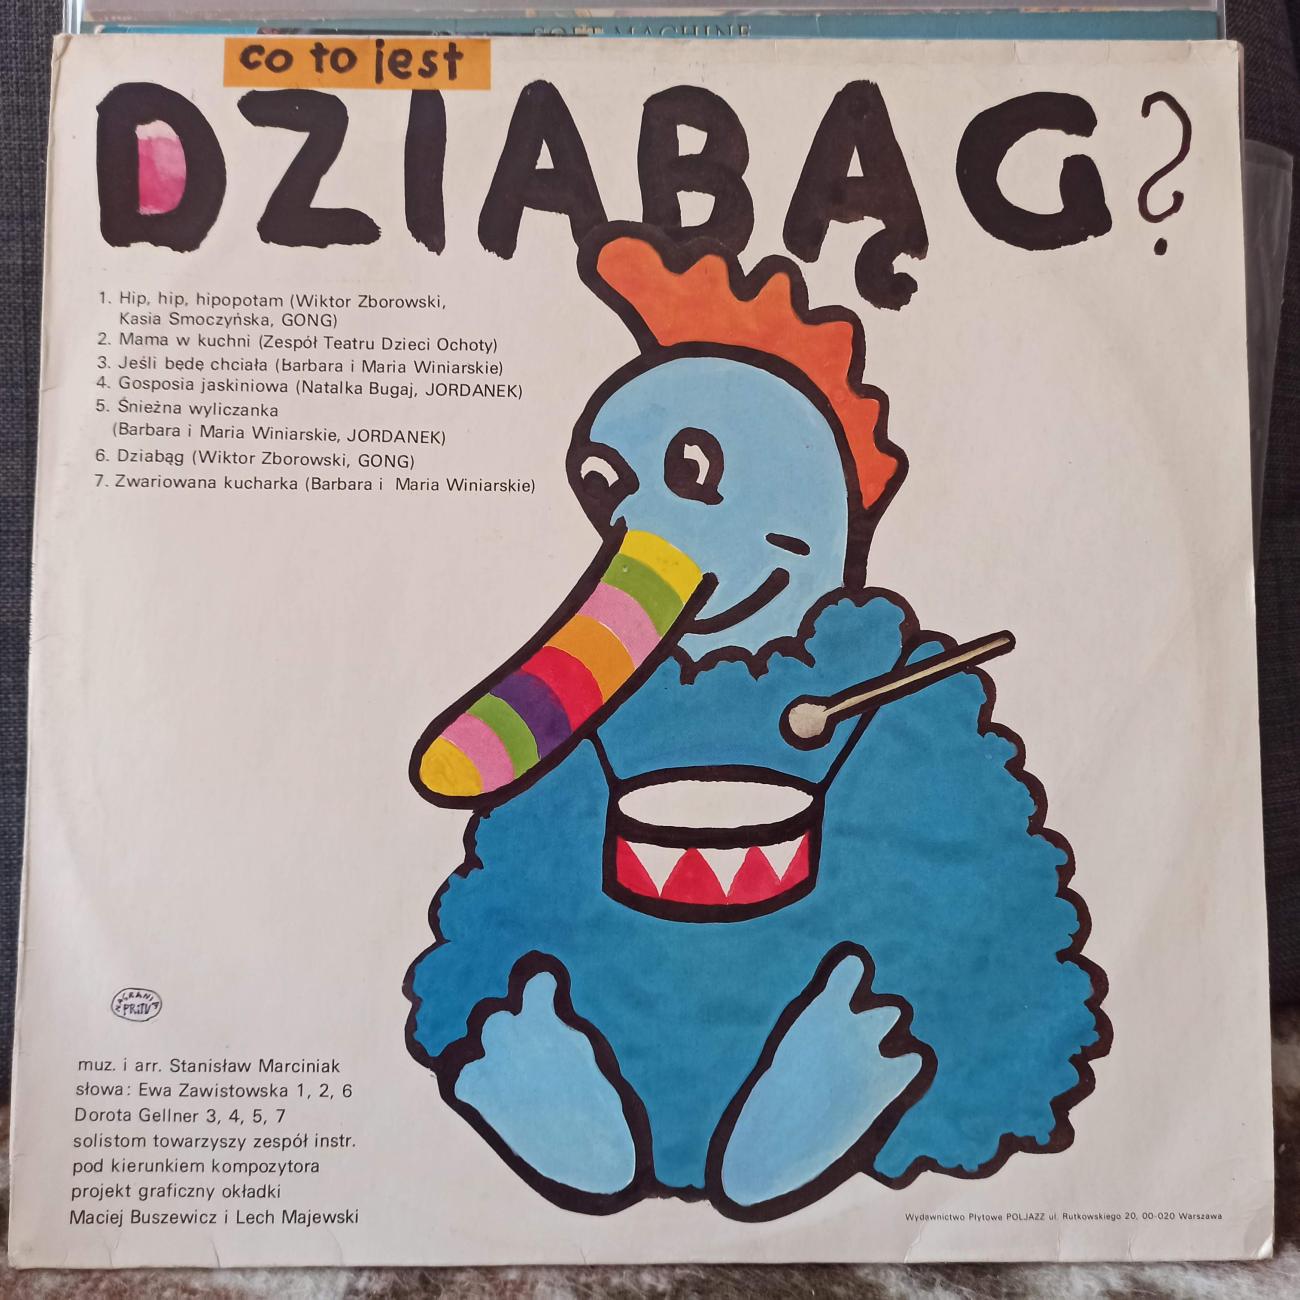 SOFT MACHINE
co to jest
DZIABĄG?
1. Hip, hip, hipopotam (Wiktor Zborowski,
Kasia Smoczyńska, GONG)
2. Mama w kuchni (Zespół Teatru Dzieci Ochoty)
3. Jeśli będę chciała (Barbara i Maria Winiarskie)
4. Gosposia jaskiniowa (Natalka Bugaj, JORDANEK)
5. Śnieżna wyliczanka
(Barbara i Maria Winiarskie, JORDANEK)
6. Dziabąg (Wiktor Zborowski, GONG)
7. Zwariowana kucharka (Barbara i Maria Winiarskie)
NAGRANIA
PRiTV
muz. i arr. Stanisław Marciniak
słowa: Ewa Zawistowska 1, 2, 6
Dorota Gellner 3, 4, 5, 7
solistom towarzyszy zespół instr.
pod kierunkiem kompozytora
projekt graficzny okładki
Maciej Buszewicz i Lech Majewski
Wydawnictwo Płytowe POLJAZZ ul. Rutkowskiego 20, 00-020 Warszawa